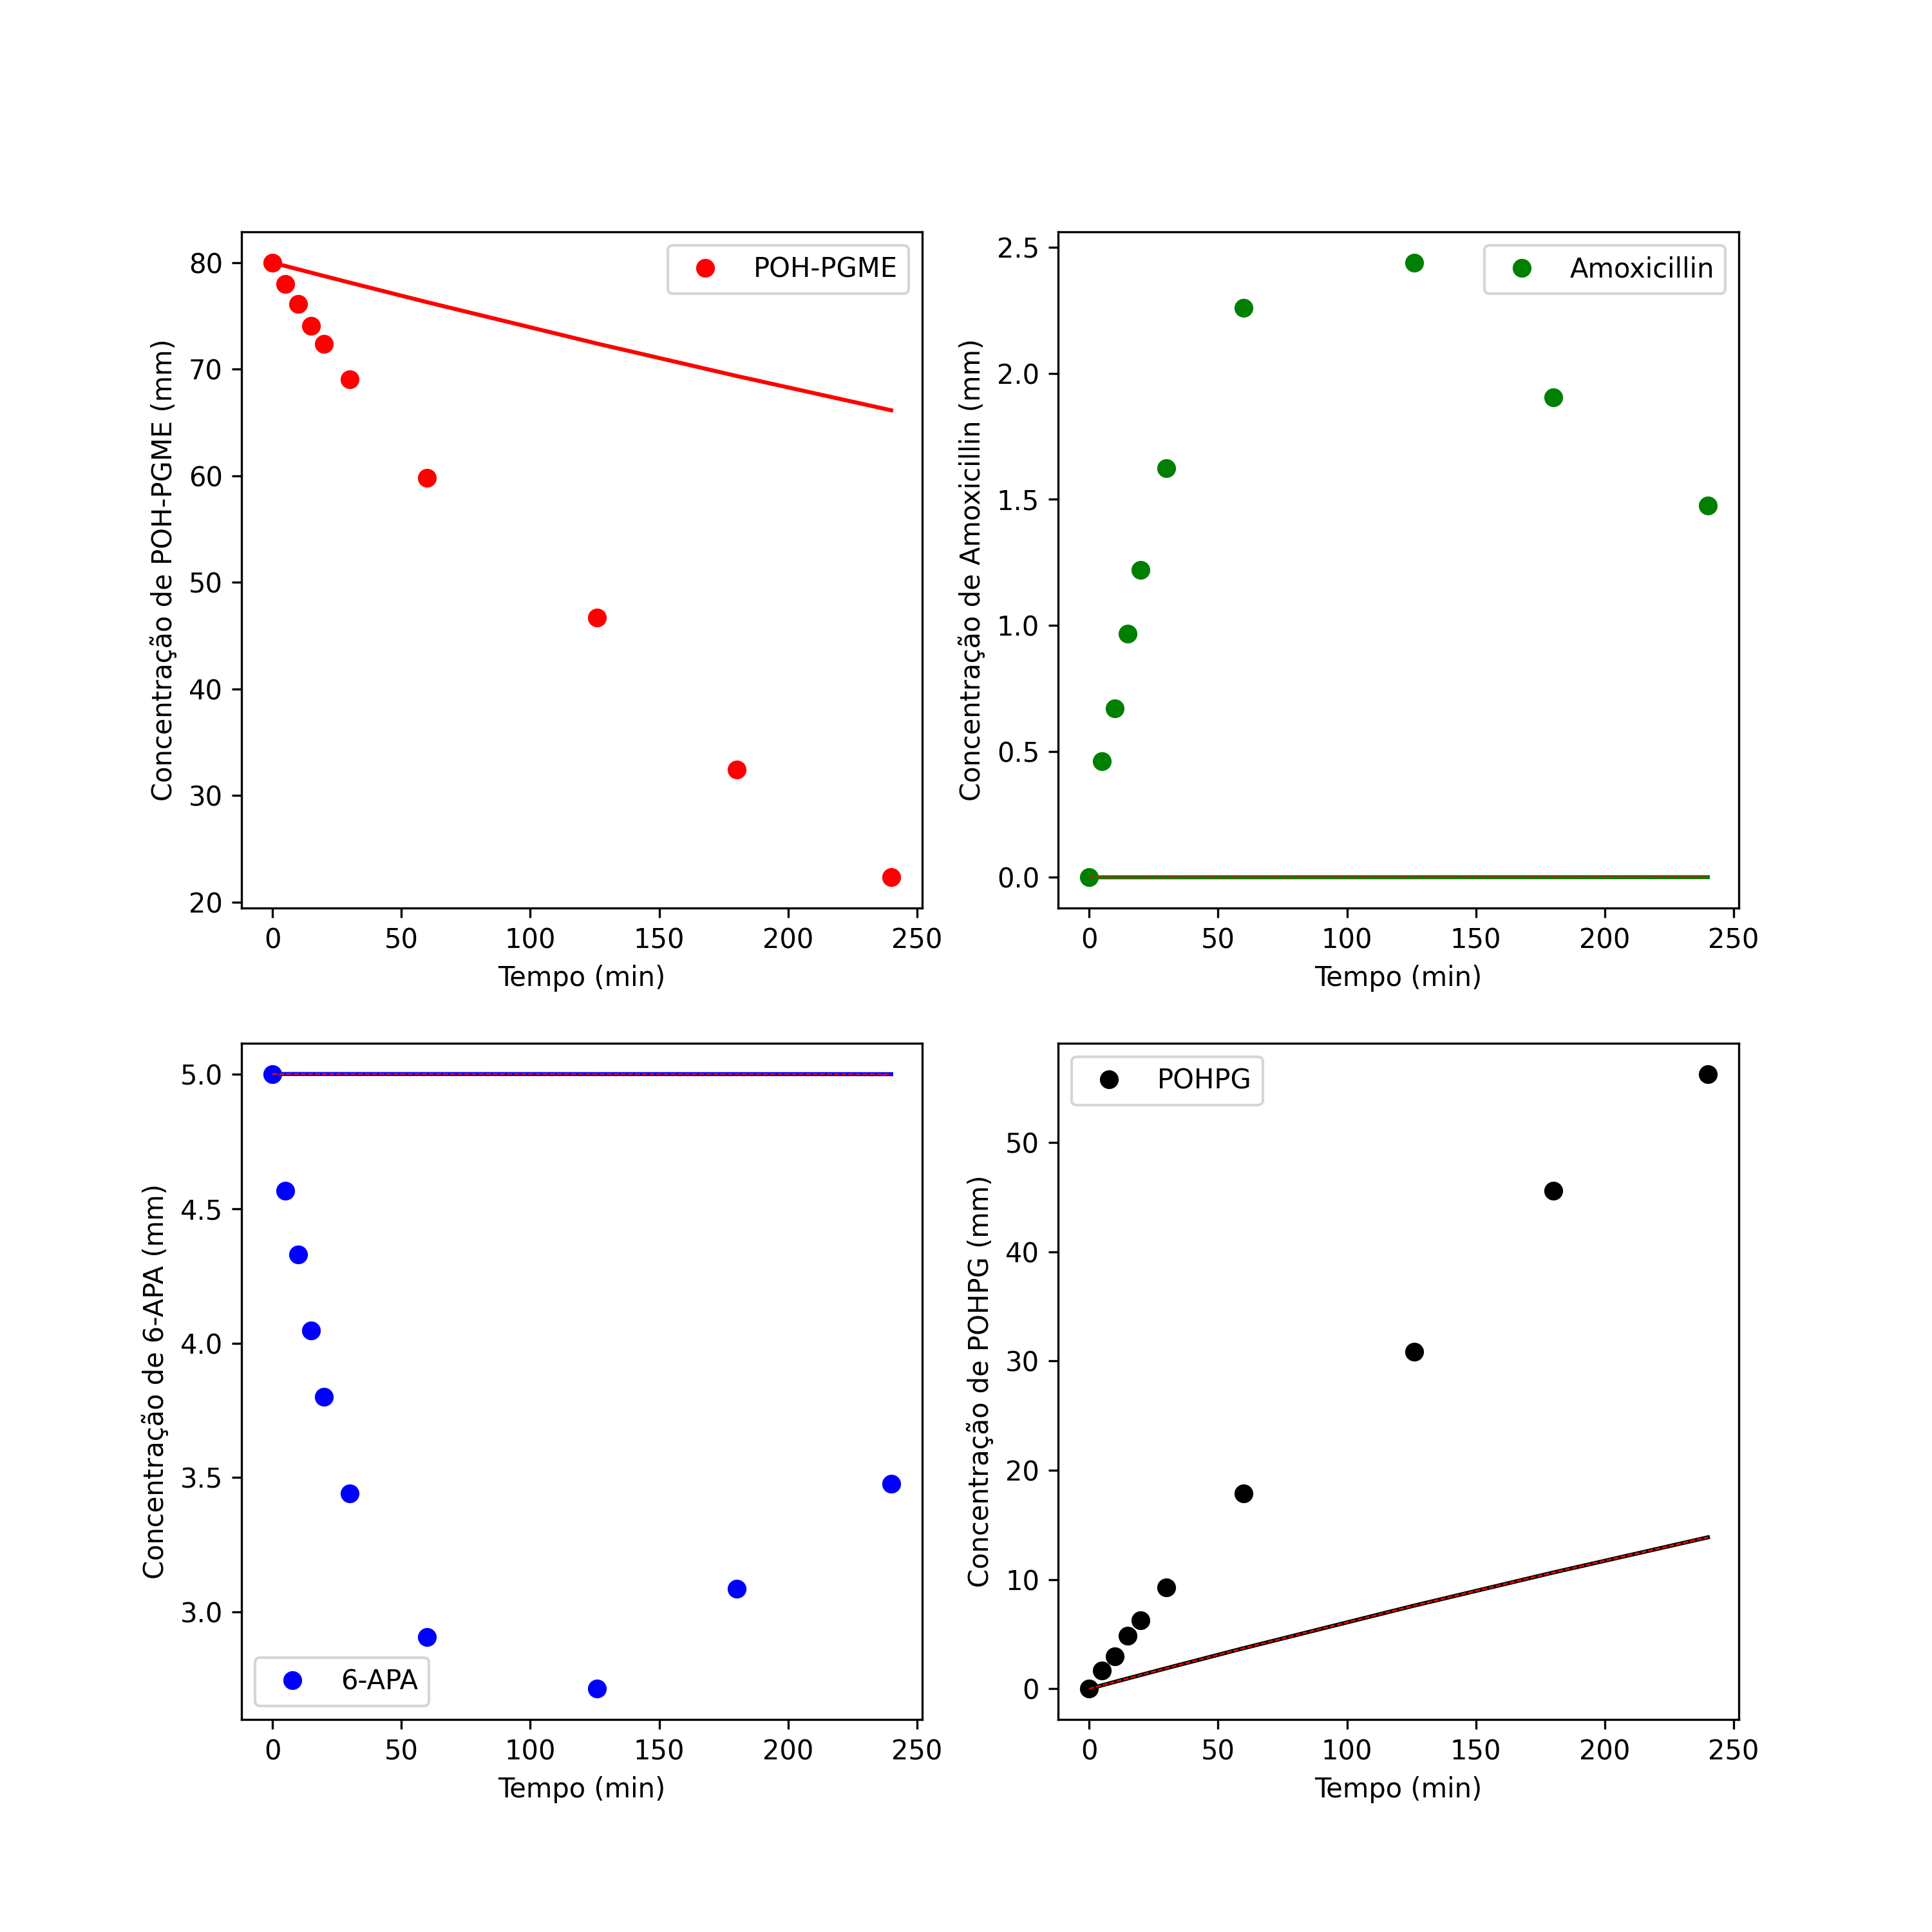 POH-PGME
Concentração de POH-PGME (mm)
80
70
60
50
40
30
20
0 50 100 150 200 250
Tempo (min)
Amoxicillin
Concentração de Amoxicillin (mm)
2.5
2.0
1.5
1.0
0.5
0.0
0 50 100 150 200 250
Tempo (min)
Concentração de 6-APA (mm)
5.0
4.5
4.0
3.5
3.0
6-APA
0 50 100 150 200 250
Tempo (min)
POHPG
Concentração de POHPG (mm)
50
40
30
20
10
0
0 50 100 150 200 250
Tempo (min)